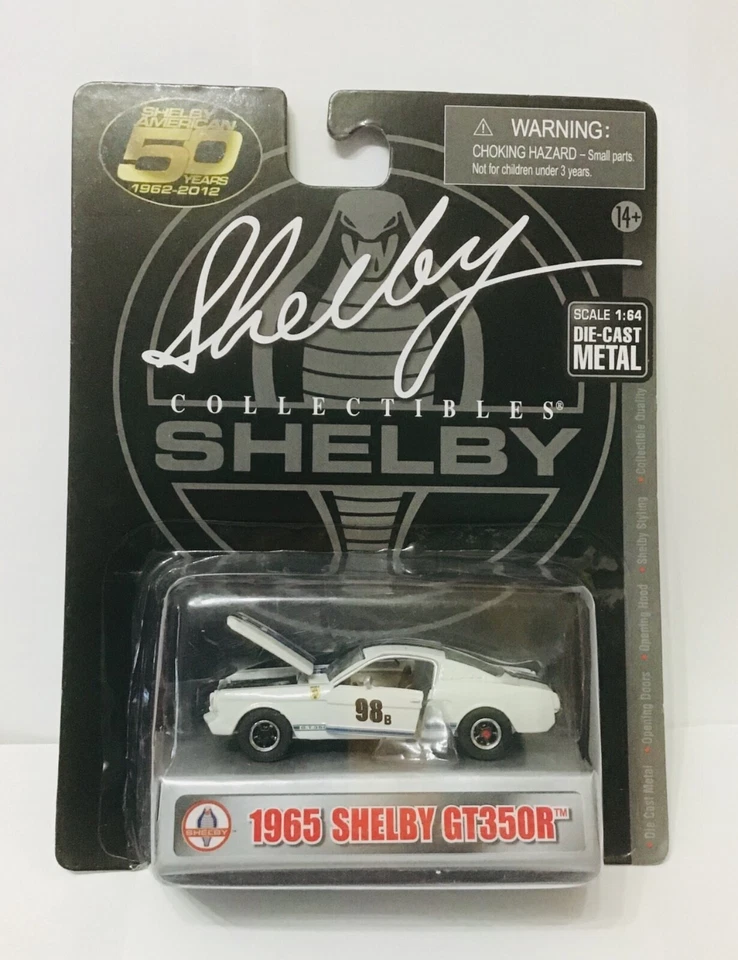 SHELBY
AMERICAN
50
YEARS
1962-2012
⚠ WARNING:
CHOKING HAZARD – Small parts.
Not for children under 3 years.
14+
Shelby
COLLECTIBLES®
SHELBY
SCALE 1:64
DIE-CAST
METAL
• Die Cast Metal • Opening Doors • Opening Hood • Shelby Styling • Collectible Quality
98B
SHELBY
1965 SHELBY GT350R™